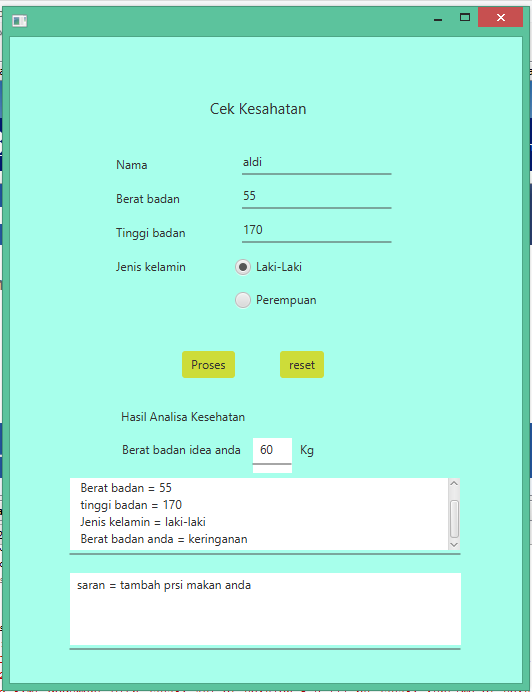 Cek Kesahatan
Nama aldi
Berat badan 55
Tinggi badan 170
Jenis kelamin Laki-Laki
Perempuan
Proses reset
Hasil Analisa Kesehatan
Berat badan idea anda 60 Kg
Berat badan = 55
tinggi badan = 170
Jenis kelamin = laki-laki
Berat badan anda = keringanan
saran = tambah prsi makan anda